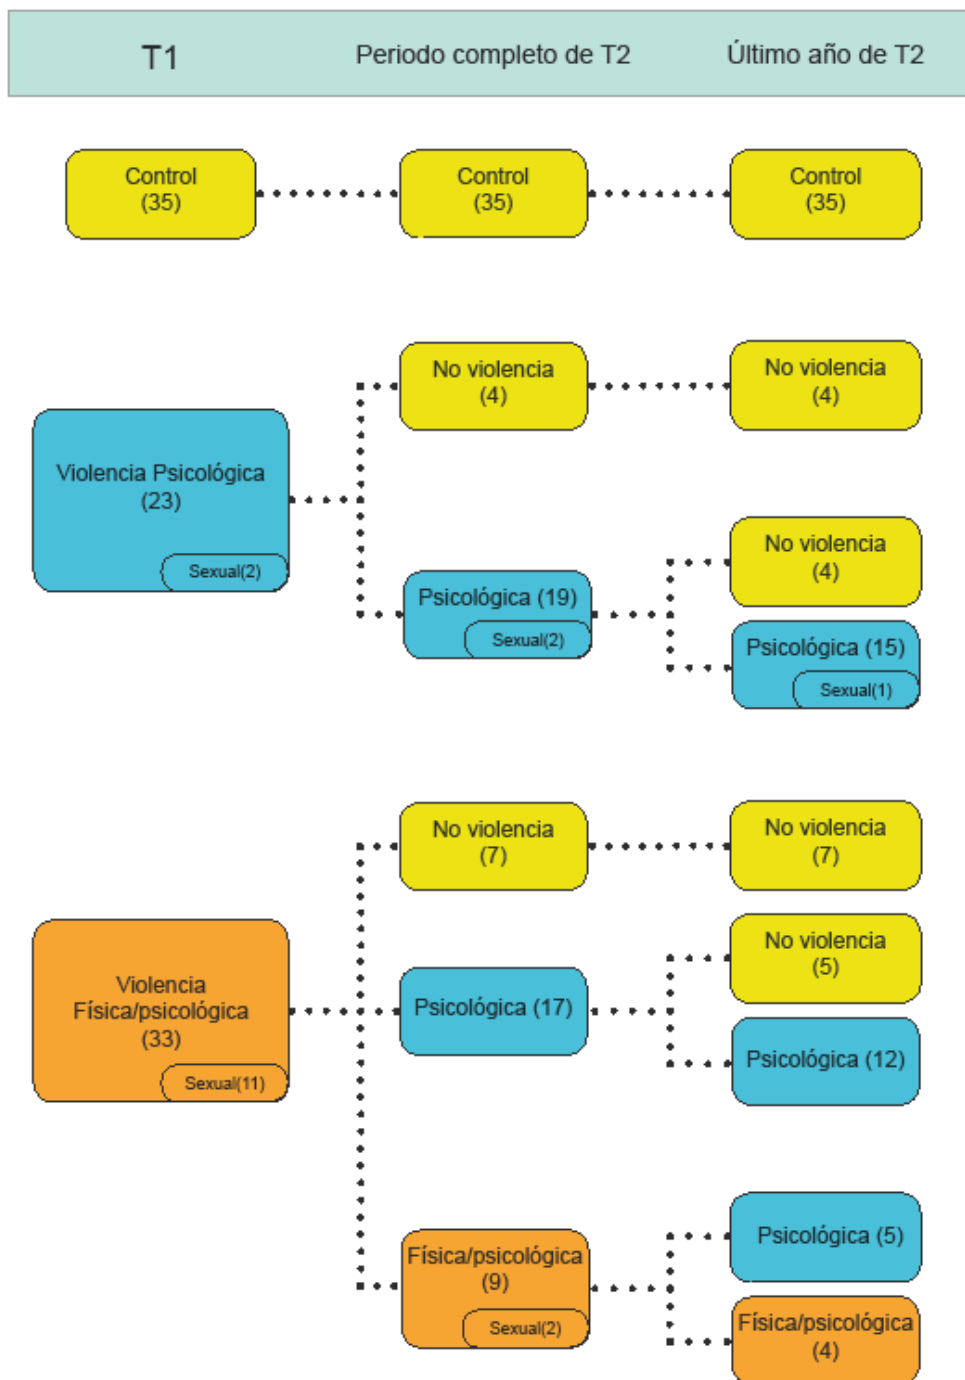 T1
Periodo completo de T2
Último año de T2
Control
(35)
Control
(35)
Control
(35)
Violencia Psicológica
(23)
Sexual(2)
No violencia
(4)
No violencia
(4)
Psicológica (19)
Sexual(2)
No violencia
(4)
Psicológica (15)
Sexual(1)
Violencia
Física/psicológica
(33)
Sexual(11)
No violencia
(7)
No violencia
(7)
Psicológica (17)
No violencia
(5)
Psicológica (12)
Física/psicológica
(9)
Sexual(2)
Psicológica (5)
Física/psicológica
(4)